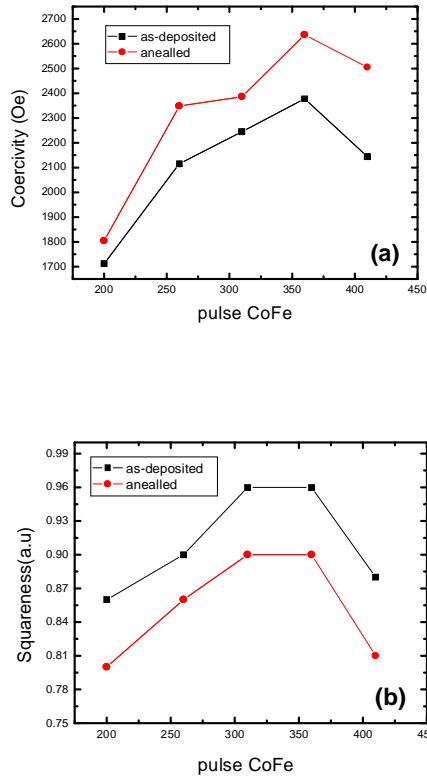 2800
2700
2600
2500
2400
2300
2200
2100
2000
1900
1800
1700
Coercivity (Oe)
as-deposited
anealled
(a)
200 250 300 350 400 450
pulse CoFe
0.99
0.96
0.93
0.90
0.87
0.84
0.81
0.78
0.75
Squareness(a.u)
as-deposited
anealled
(b)
200 250 300 350 400 450
pulse CoFe